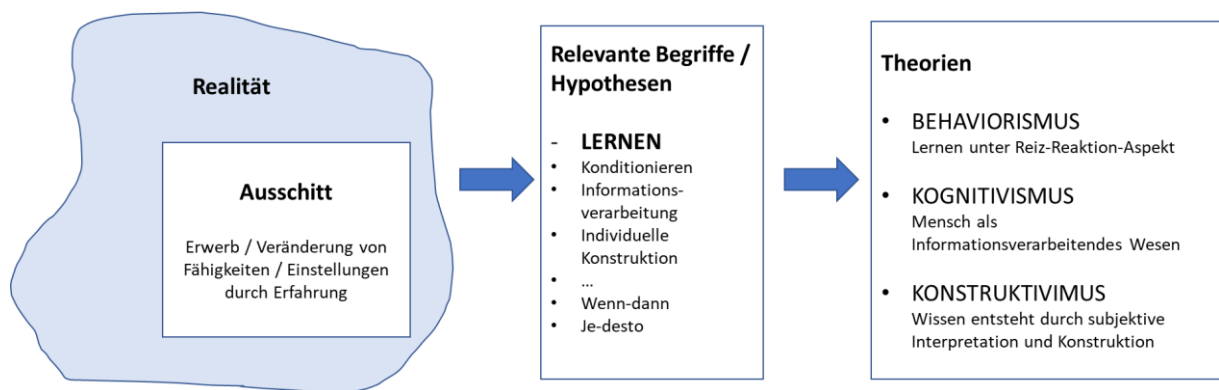 Realität
Ausschitt
Erwerb / Veränderung von
Fähigkeiten / Einstellungen
durch Erfahrung
Relevante Begriffe /
Hypothesen
- LERNEN
• Konditionieren
• Informations-
verarbeitung
• Individuelle
Konstruktion
• ...
• Wenn-dann
• Je-desto
Theorien
• BEHAVIORISMUS
Lernen unter Reiz-Reaktion-Aspekt
• KOGNITIVISMUS
Mensch als
Informationsverarbeitendes Wesen
• KONSTRUKTIVIMUS
Wissen entsteht durch subjektive
Interpretation und Konstruktion